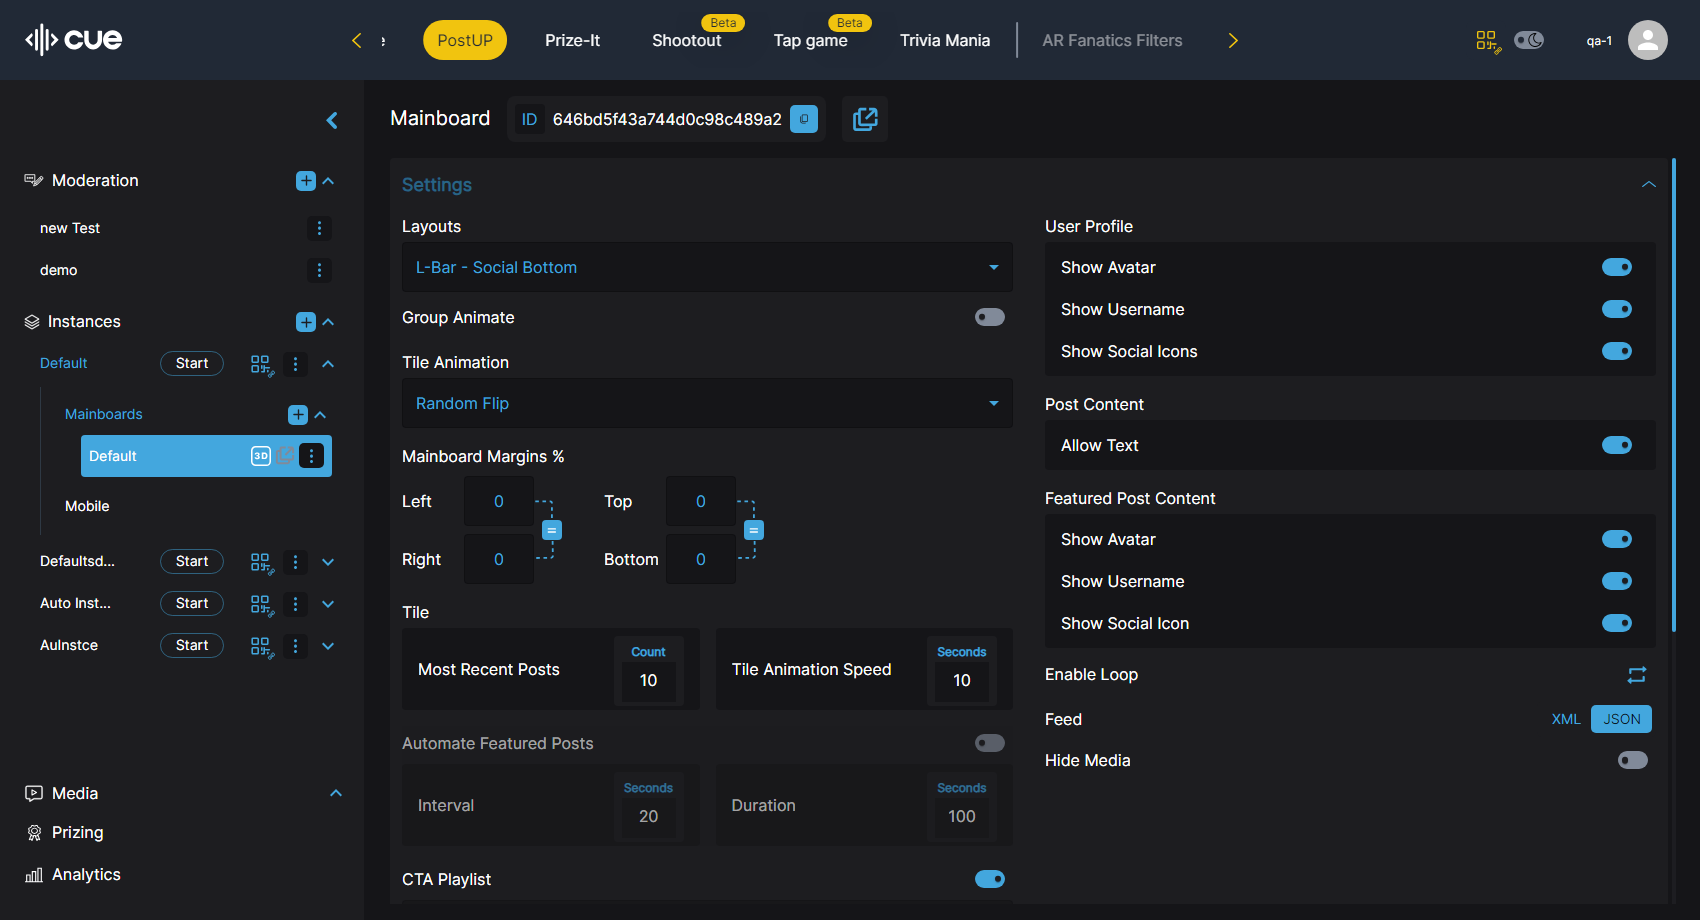 cue
e
PostUP
Prize-It
Beta
Shootout
Beta
Tap game
Trivia Mania
AR Fanatics Filters
qa-1
Mainboard
ID
646bd5f43a744d0c98c489a2
Moderation
new Test
demo
Instances
Default
Start
Mainboards
Default
3D
Mobile
Defaultsd...
Start
Auto Inst...
Start
AuInstce
Start
Media
Prizing
Analytics
Settings
Layouts
L-Bar - Social Bottom
Group Animate
Tile Animation
Random Flip
Mainboard Margins %
Left
0
=
Top
0
=
Right
0
Bottom
0
Tile
Most Recent Posts
Count
10
Tile Animation Speed
Seconds
10
Automate Featured Posts
Interval
Seconds
20
Duration
Seconds
100
CTA Playlist
User Profile
Show Avatar
Show Username
Show Social Icons
Post Content
Allow Text
Featured Post Content
Show Avatar
Show Username
Show Social Icon
Enable Loop
Feed
XML
JSON
Hide Media